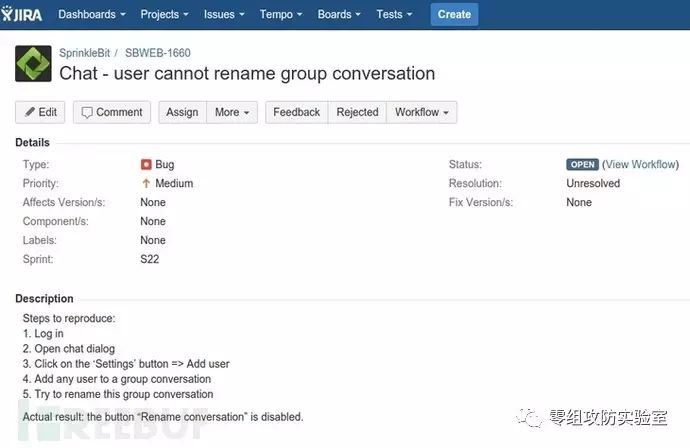 JIRA Dashboards Projects Issues Tempo Boards Tests Create
SprinkleBit / SBWEB-1660
Chat - user cannot rename group conversation
Edit Comment Assign More Feedback Rejected Workflow
Details
Type: Bug Status: OPEN (View Workflow)
Priority: Medium Resolution: Unresolved
Affects Version/s: None Fix Version/s: None
Component/s: None
Labels: None
Sprint: S22
Description
Steps to reproduce:
1. Log in
2. Open chat dialog
3. Click on the ‘Settings’ button => Add user
4. Add any user to a group conversation
5. Try to rename this group conversation
Actual result: the button “Rename conversation” is disabled.
FREEBUF
零组攻防实验室